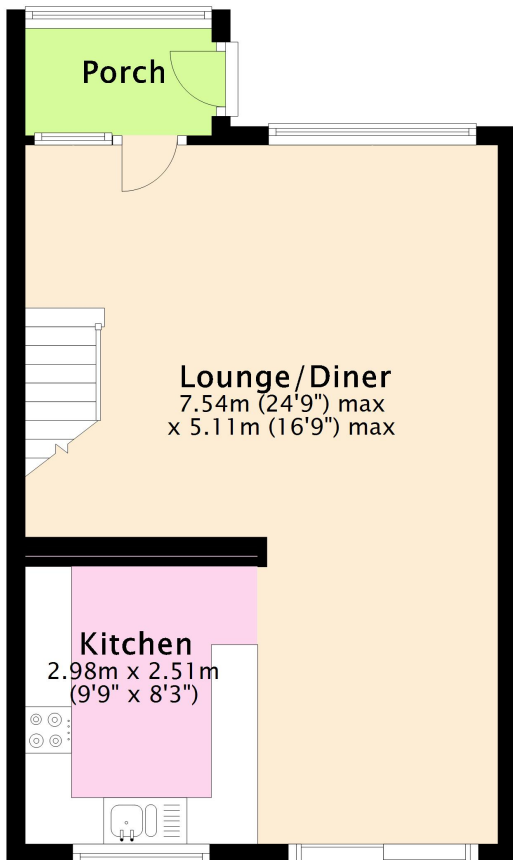 Porch
Lounge/Diner
7.54m (24'9") max
x 5.11m (16'9") max
Kitchen
2.98m x 2.51m
(9'9" x 8'3")